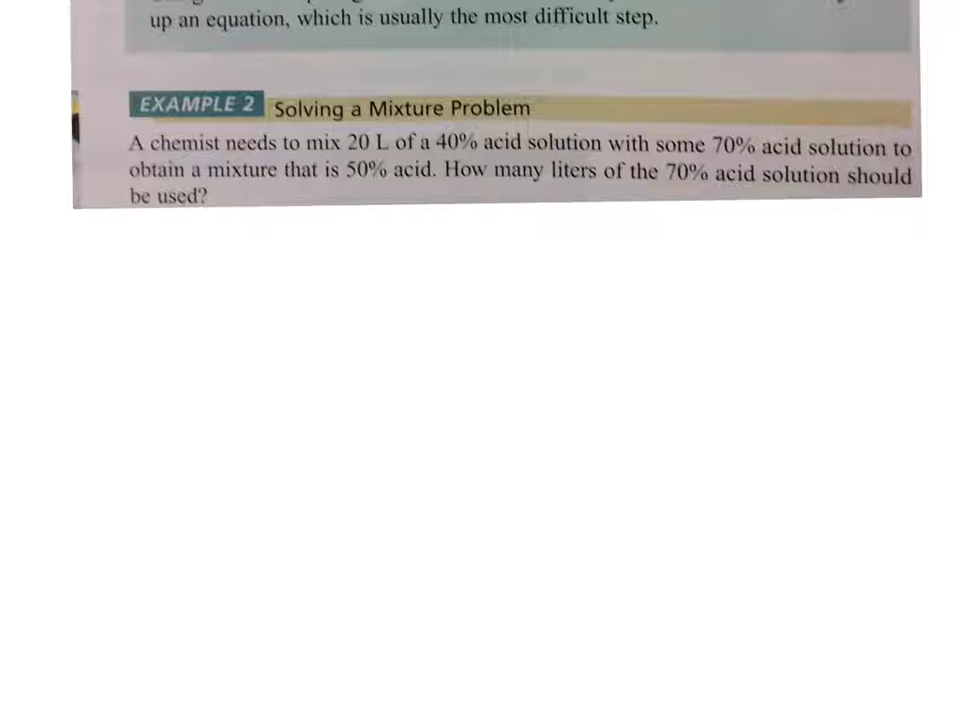 up an equation, which is usually the most difficult step.
EXAMPLE 2 Solving a Mixture Problem
A chemist needs to mix 20 L of a 40% acid solution with some 70% acid solution to
obtain a mixture that is 50% acid. How many liters of the 70% acid solution should
be used?